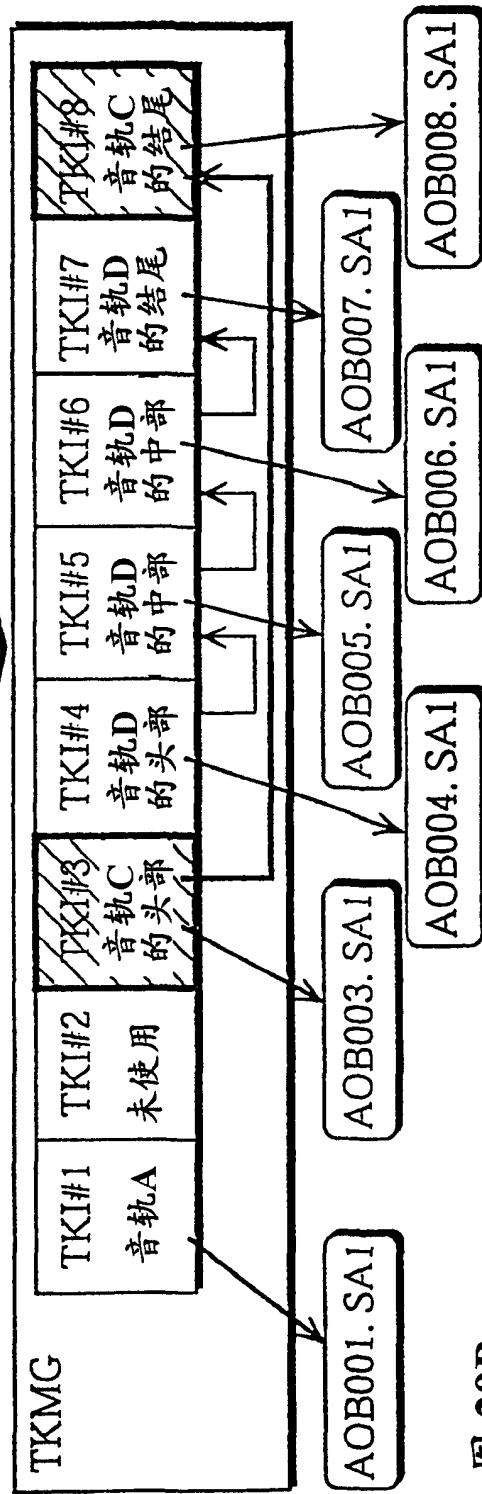 TKMG
TKI#1
音轨A
TKI#2
未使用
TKI#3
音轨C
的头部
TKI#4
音轨D
的头部
TKI#5
音轨D
的中部
TKI#6
音轨D
的中部
TKI#7
音轨D
的结尾
TKI#8
音轨C
的结尾
AOB001.SA1
AOB003.SA1
AOB005.SA1
AOB007.SA1
AOB004.SA1
AOB006.SA1
AOB008.SA1